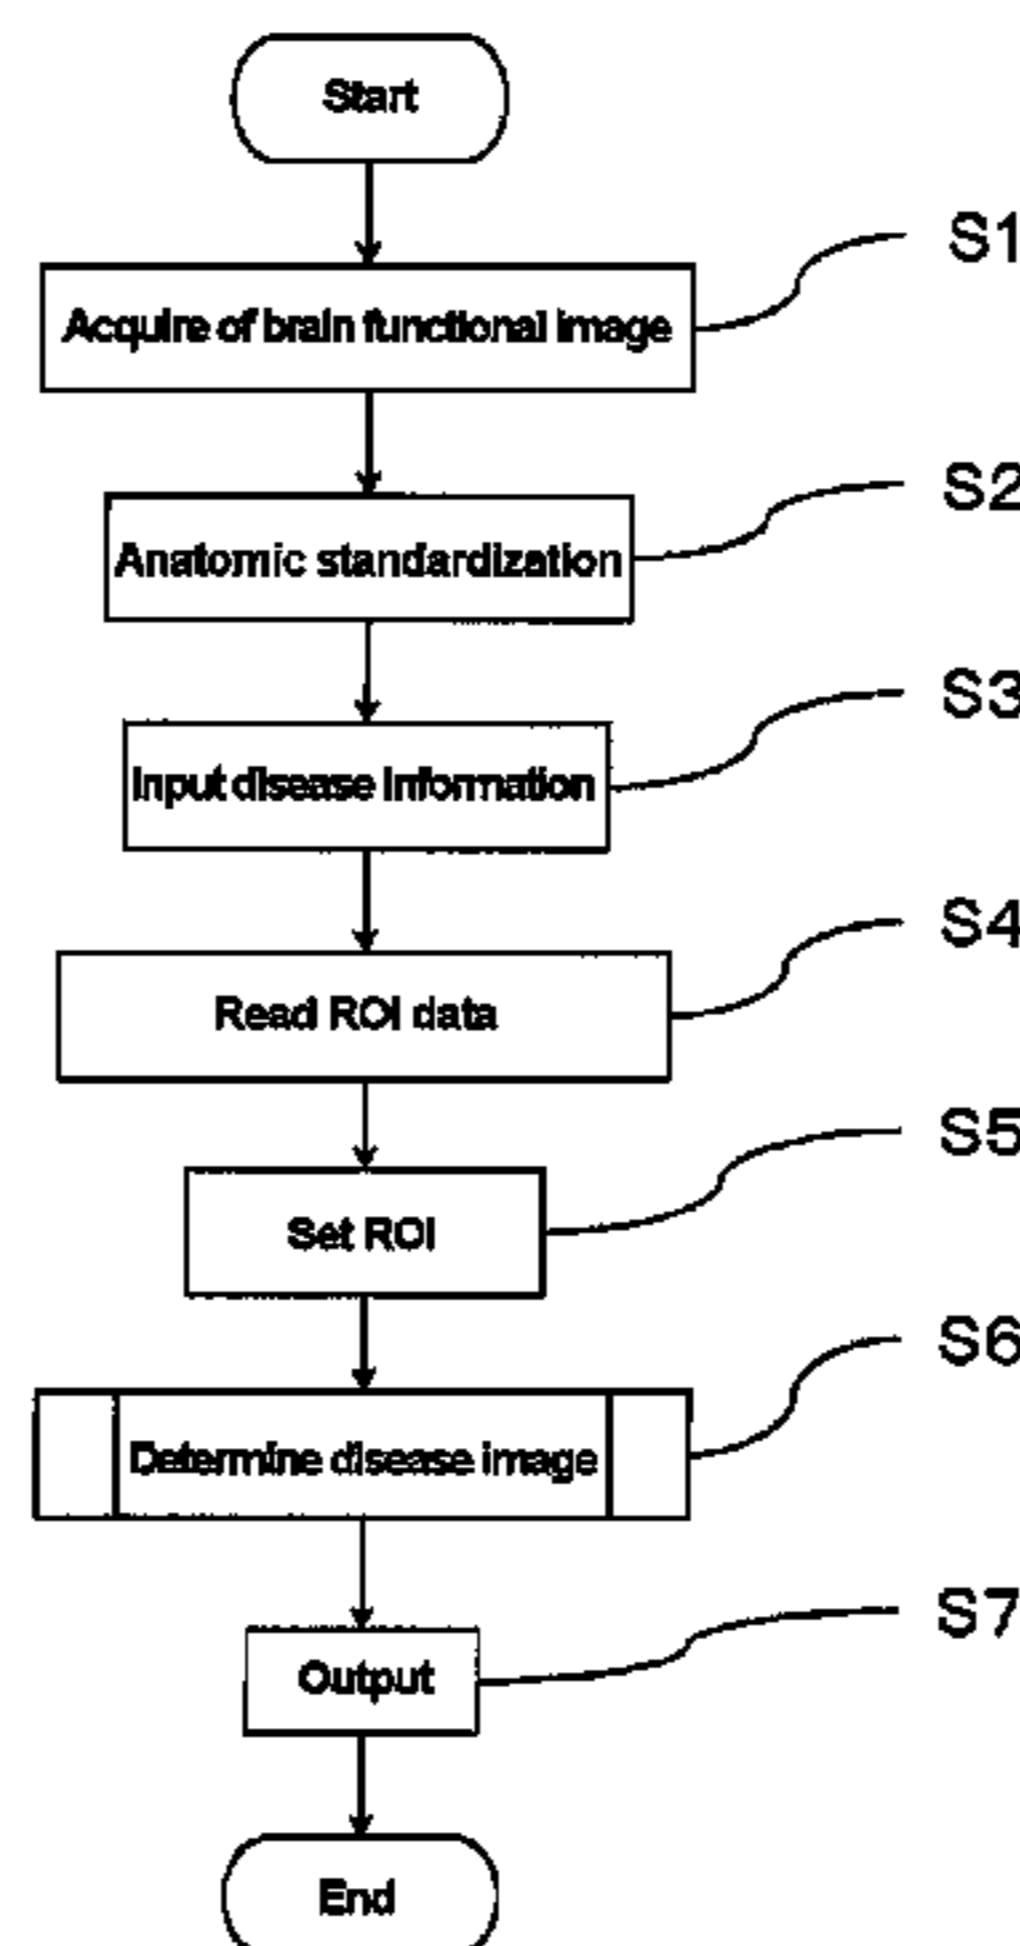 Start
S1
Acquire of brain functional image
S2
Anatomic standardization
S3
Input disease information
S4
Read ROI data
S5
Set ROI
S6
Determine disease image
S7
Output
End